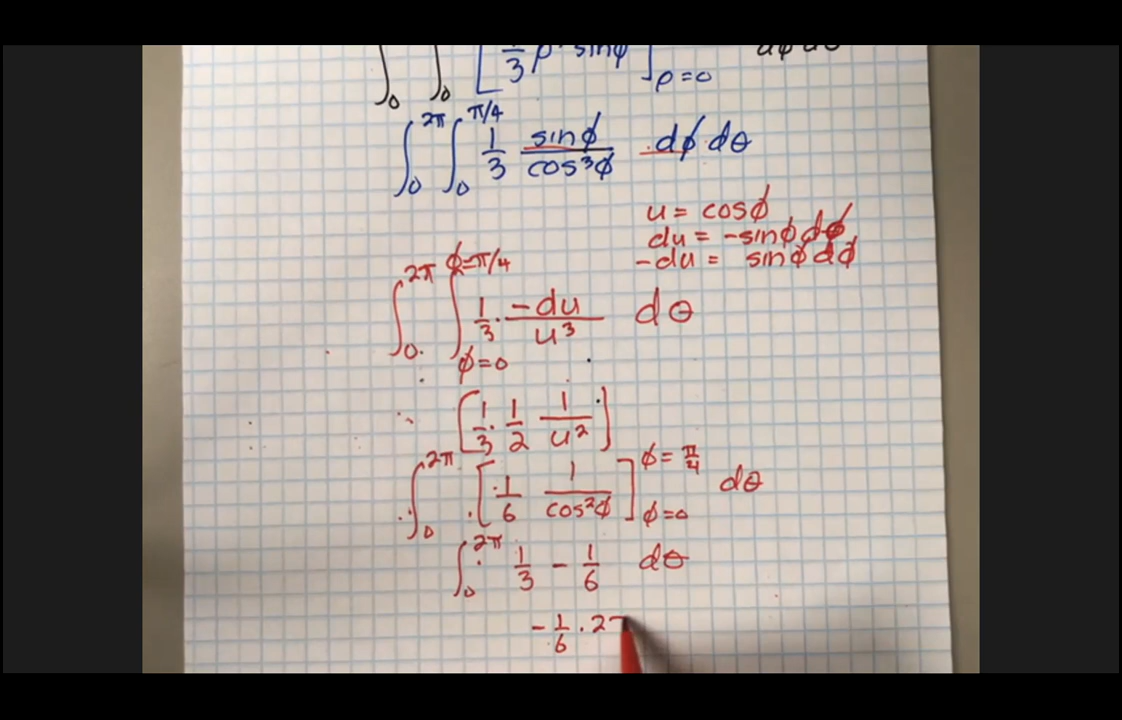 ∫₀ ∫₀ [1/3 ρ sinφ]ρ=0 dφ dθ
∫₀^2π ∫₀^π/4 1/3 sinφ/cos³φ · dφ dθ
u = cosφ
du = -sinφ dφ
-du = sinφ dφ
∫₀^2π ∫φ=0^φ=π/4 1/3 · -du/u³ dθ
[1/3 · 1/2 1/u²]
∫₀^2π [1/6 1/cos²φ]φ=0^φ=π/4 dθ
∫₀^2π 1/3 - 1/6 dθ
- 1/6 · 2π